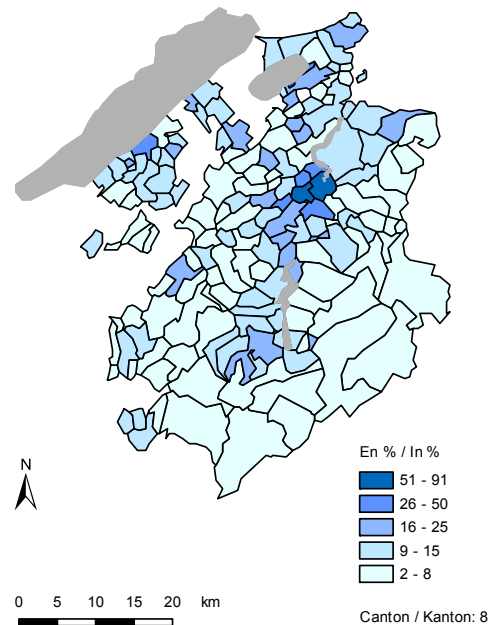 N
En % / In %
51 - 91
26 - 50
16 - 25
9 - 15
2 - 8
0 5 10 15 20 km
Canton / Kanton: 8